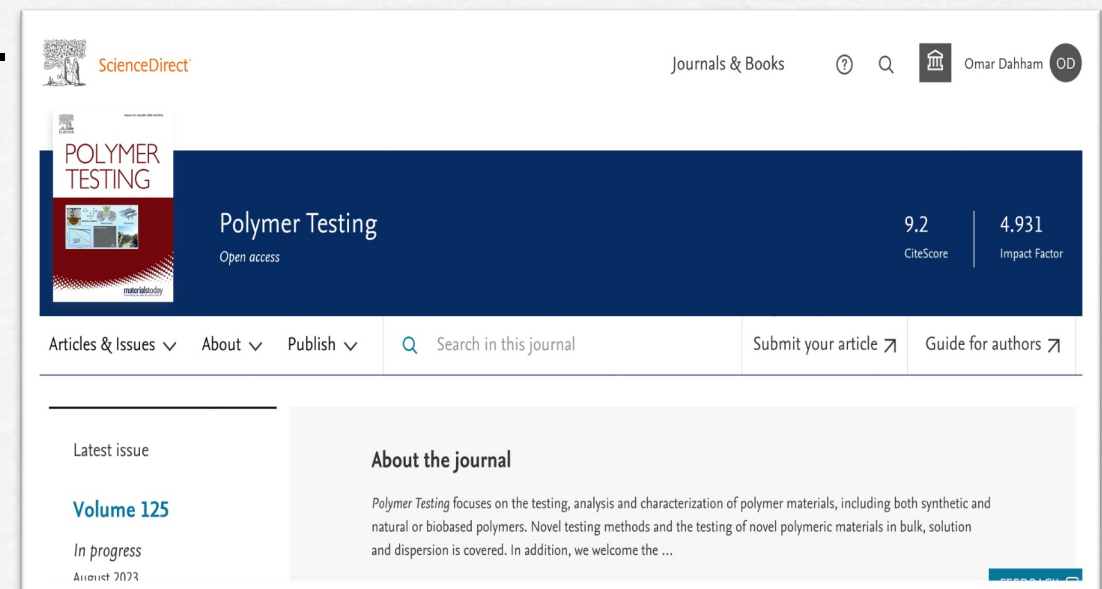 ScienceDirect
Journals & Books
?
Omar Dahham
OD
ELSEVIER
POLYMER
TESTING
materialstoday
Polymer Testing
Open access
9.2
CiteScore
4.931
Impact Factor
Articles & Issues
About
Publish
Search in this journal
Submit your article
Guide for authors
Latest issue
Volume 125
In progress
August 2023
About the journal
Polymer Testing focuses on the testing, analysis and characterization of polymer materials, including both synthetic and
natural or biobased polymers. Novel testing methods and the testing of novel polymeric materials in bulk, solution
and dispersion is covered. In addition, we welcome the ...
FEEDBACK